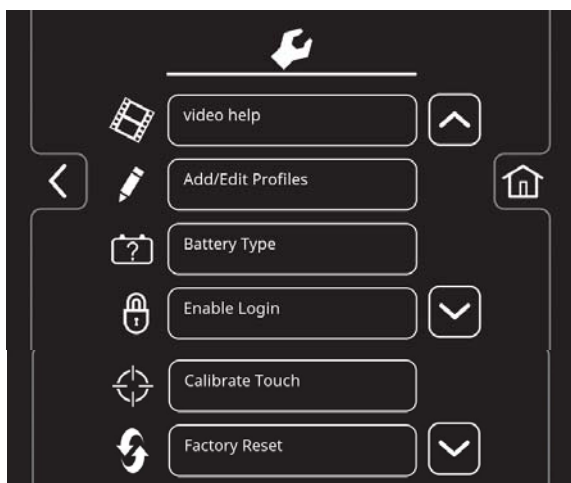 video help
Add/Edit Profiles
Battery Type
Enable Login
Calibrate Touch
Factory Reset